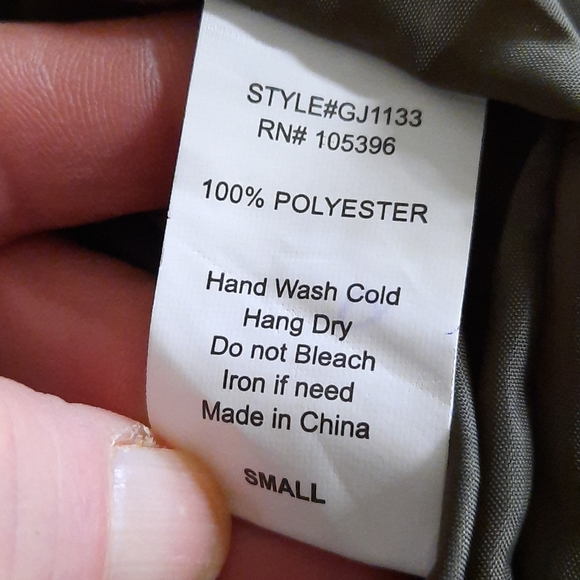 STYLE#GJ1133
RN# 105396
100% POLYESTER
Hand Wash Cold
Hang Dry
Do not Bleach
Iron if need
Made in China
SMALL